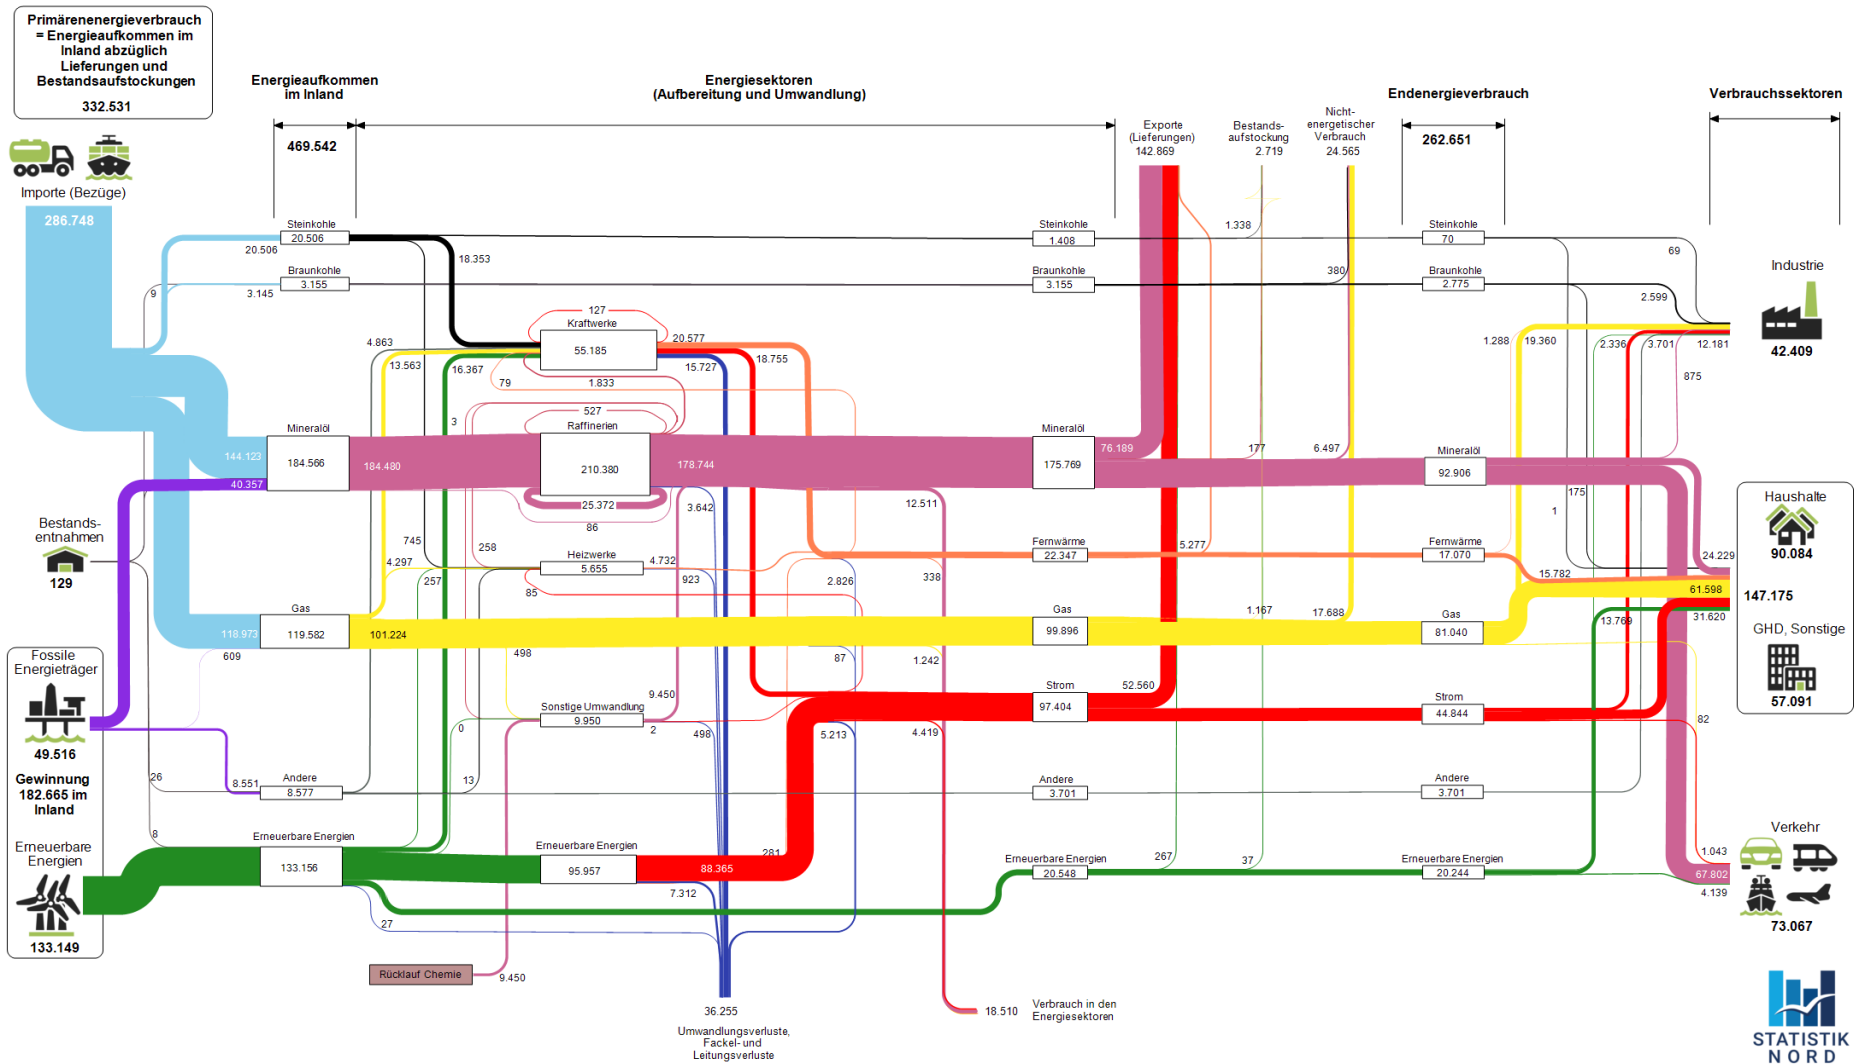 Primärenenergieverbrauch
= Energieaufkommen im
Inland abzüglich
Lieferungen und
Bestandsaufstockungen
332.531
Energieaufkommen
im Inland
469.542
Energiesektoren
(Aufbereitung und Umwandlung)
Exporte
(Lieferungen)
142.869
Bestands-
aufstockung
2.719
Nicht-
energetischer
Verbrauch
24.565
Endenergieverbrauch
262.651
Verbrauchssektoren
Importe (Bezüge)
286.748
Steinkohle
20.506
20.506
18.353
Steinkohle
1.408
1.338
Steinkohle
70
69
Braunkohle
3.155
9
3.145
Braunkohle
3.155
380
Braunkohle
2.775
2.599
Industrie
42.409
127
Kraftwerke
55.185
4.863
13.563
16.367
20.577
18.755
15.727
79
1.833
1.288
19.360
2.336
3.701
12.181
875
3
527
Raffinerien
210.380
25.372
86
Mineralöl
184.566
144.123
40.357
184.480
178.744
3.642
12.511
Mineralöl
175.769
76.189
177
6.497
Mineralöl
92.906
175
1
Haushalte
90.084
24.229
Bestands-
entnahmen
129
745
4.297
257
258
Heizwerke
5.655
85
4.732
923
2.826
338
Fernwärme
22.347
5.277
Fernwärme
17.070
15.782
61.598
147.175
31.620
13.769
GHD, Sonstige
57.091
Gas
119.582
118.973
609
101.224
498
87
1.242
Gas
99.896
1.167
17.688
Gas
81.040
82
Fossile
Energieträger
49.516
Gewinnung
182.665 im
Inland
Erneuerbare
Energien
133.149
Sonstige Umwandlung
9.950
9.450
2
498
0
5.213
4.419
Strom
97.404
52.560
Strom
44.844
26
8.551
Andere
8.577
13
Andere
3.701
Andere
3.701
8
Erneuerbare Energien
133.156
27
Erneuerbare Energien
95.957
88.365
281
7.312
Erneuerbare Energien
20.548
267
37
Erneuerbare Energien
20.244
Verkehr
1.043
67.802
4.139
73.067
Rücklauf Chemie
9.450
36.255
Umwandlungsverluste,
Fackel- und
Leitungsverluste
18.510
Verbrauch in den
Energiesektoren
STATISTIK
NORD